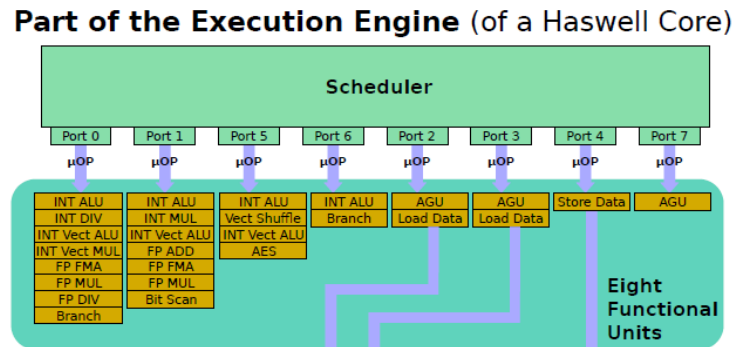 Part of the Execution Engine (of a Haswell Core)
Scheduler
Port 0 Port 1 Port 5 Port 6 Port 2 Port 3 Port 4 Port 7
μOP μOP μOP μOP μOP μOP μOP μOP
INT ALU INT ALU INT ALU INT ALU AGU AGU Store Data AGU
INT DIV INT MUL Vect Shuffle Branch Load Data Load Data
INT Vect ALU INT Vect ALU INT Vect ALU
INT Vect MUL FP ADD AES
FP FMA FP FMA
FP MUL FP MUL
FP DIV Bit Scan
Branch
Eight
Functional
Units